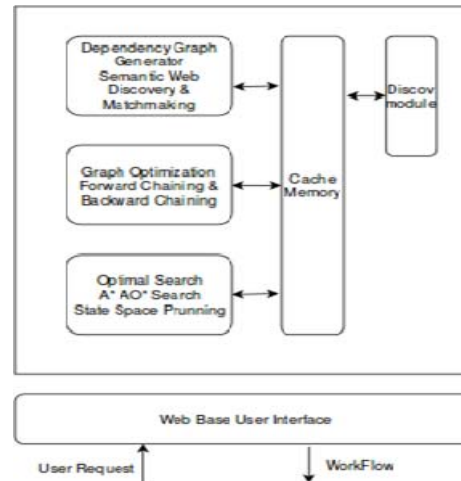 Dependency Graph
Generator
Semantic Web
Discovery &
Matchmaking
Discov
module
Cache
Memory
Graph Optimization
Forward Chaining &
Backward Chaining
Optimal Search
A* AO* Search
State Space Prunning
Web Base User Interface
User Request
WorkFlow